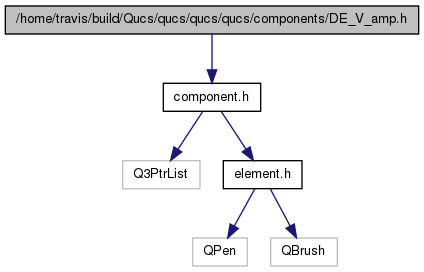 /home/travis/build/Qucs/qucs/qucs/qucs/components/DE_V_amp.h
component.h
Q3PtrList
element.h
QPen
QBrush